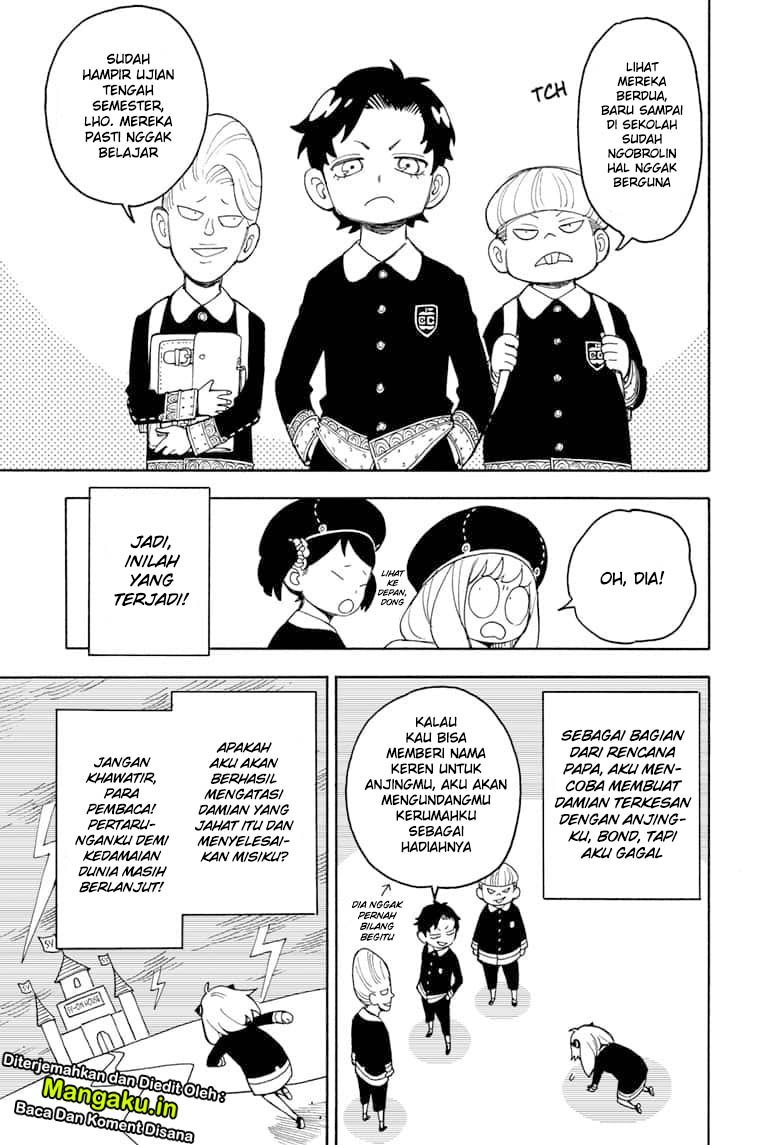 LIHAT
MEREKA
BERDUA,
BARU SAMPAI
DI SEKOLAH
SUDAH
NGOBROLIN
HAL NGGAK
BERGUNA
TCH
SUDAH
HAMPIR UJIAN
TENGAH
SEMESTER,
LHO. MEREKA
PASTI NGGAK
BELAJAR
OH, DIA!
LIHAT
KE
DEPAN,
DONG
JADI,
INILAH
YANG
TERJADI!
SEBAGAI BAGIAN
DARI RENCANA
PAPA, AKU MEN-
COBA MEMBUAT
DAMIAN TERKESAN
DENGAN ANJING-
KU, BOND, TAPI
AKU GAGAL
KALAU
KAU BISA
MEMBERI NAMA
KEREN UNTUK
ANJINGMU, AKU AKAN
MENGUNDANGMU
KERUMAHKU
SEBAGAI
HADIAHNYA
DIA NGGAK
PERNAH
BILANG
BEGITU
APAKAH
AKU AKAN
BERHASIL
MENGATASI
DAMIAN YANG
JAHAT ITU DAN
MENYELESAI-
KAN MISIKU?
JANGAN
KHAWATIR,
PARA
PEMBACA!
PERTARU-
NGANKU DEMI
KEDAMAIAN
DUNIA MASIH
BERLANJUT!
Diterjemahkan dan Diedit Oleh :
Mangaku.in
Baca Dan Koment Disana